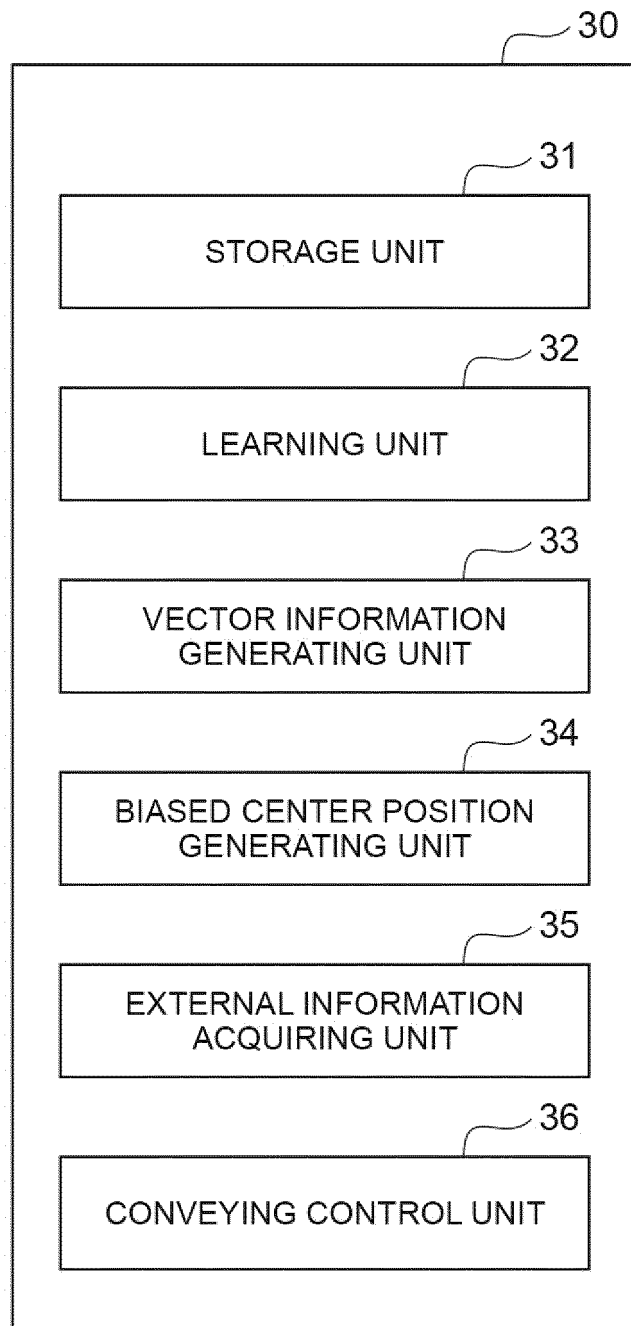 30
31
STORAGE UNIT
32
LEARNING UNIT
33
VECTOR INFORMATION
GENERATING UNIT
34
BIASED CENTER POSITION
GENERATING UNIT
35
EXTERNAL INFORMATION
ACQUIRING UNIT
36
CONVEYING CONTROL UNIT